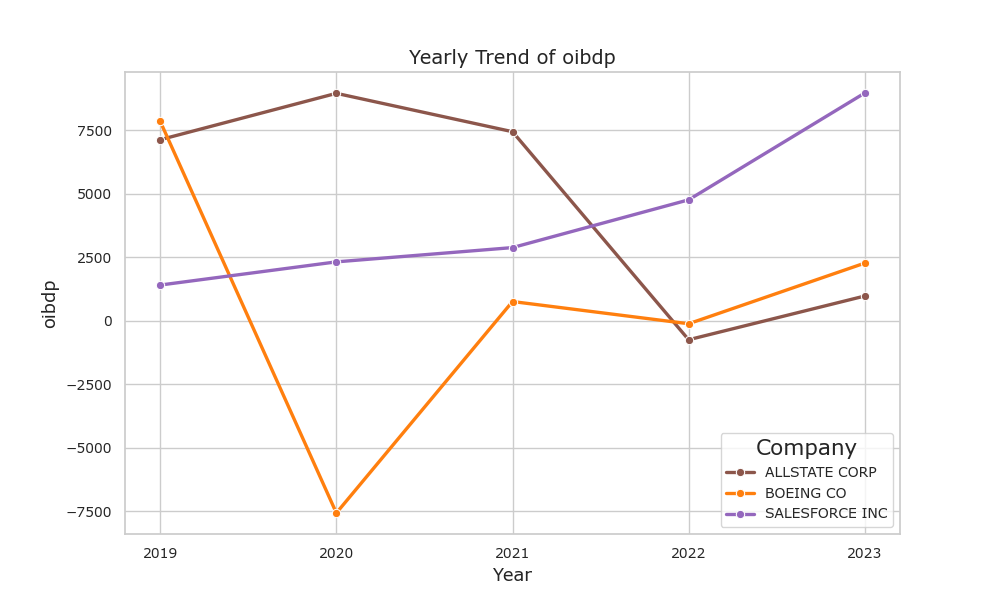 Yearly Trend of oibdp
oibdp
7500
5000
2500
0
−2500
−5000
−7500
2019
2020
2021
2022
2023
Year
Company
ALLSTATE CORP
BOEING CO
SALESFORCE INC